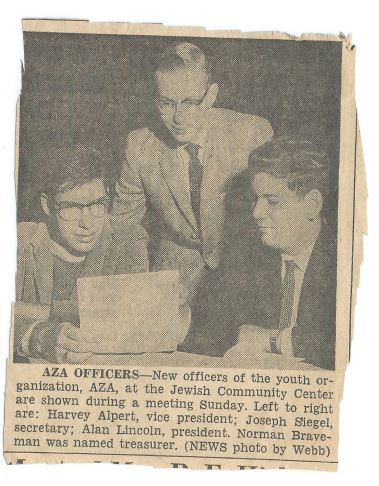 AZA OFFICERS—New officers of the youth or-
ganization, AZA, at the Jewish Community Center
are shown during a meeting Sunday. Left to right
are: Harvey Alpert, vice president; Joseph Siegel,
secretary; Alan Lincoln, president. Norman Brave-
man was named treasurer. (NEWS photo by Webb)